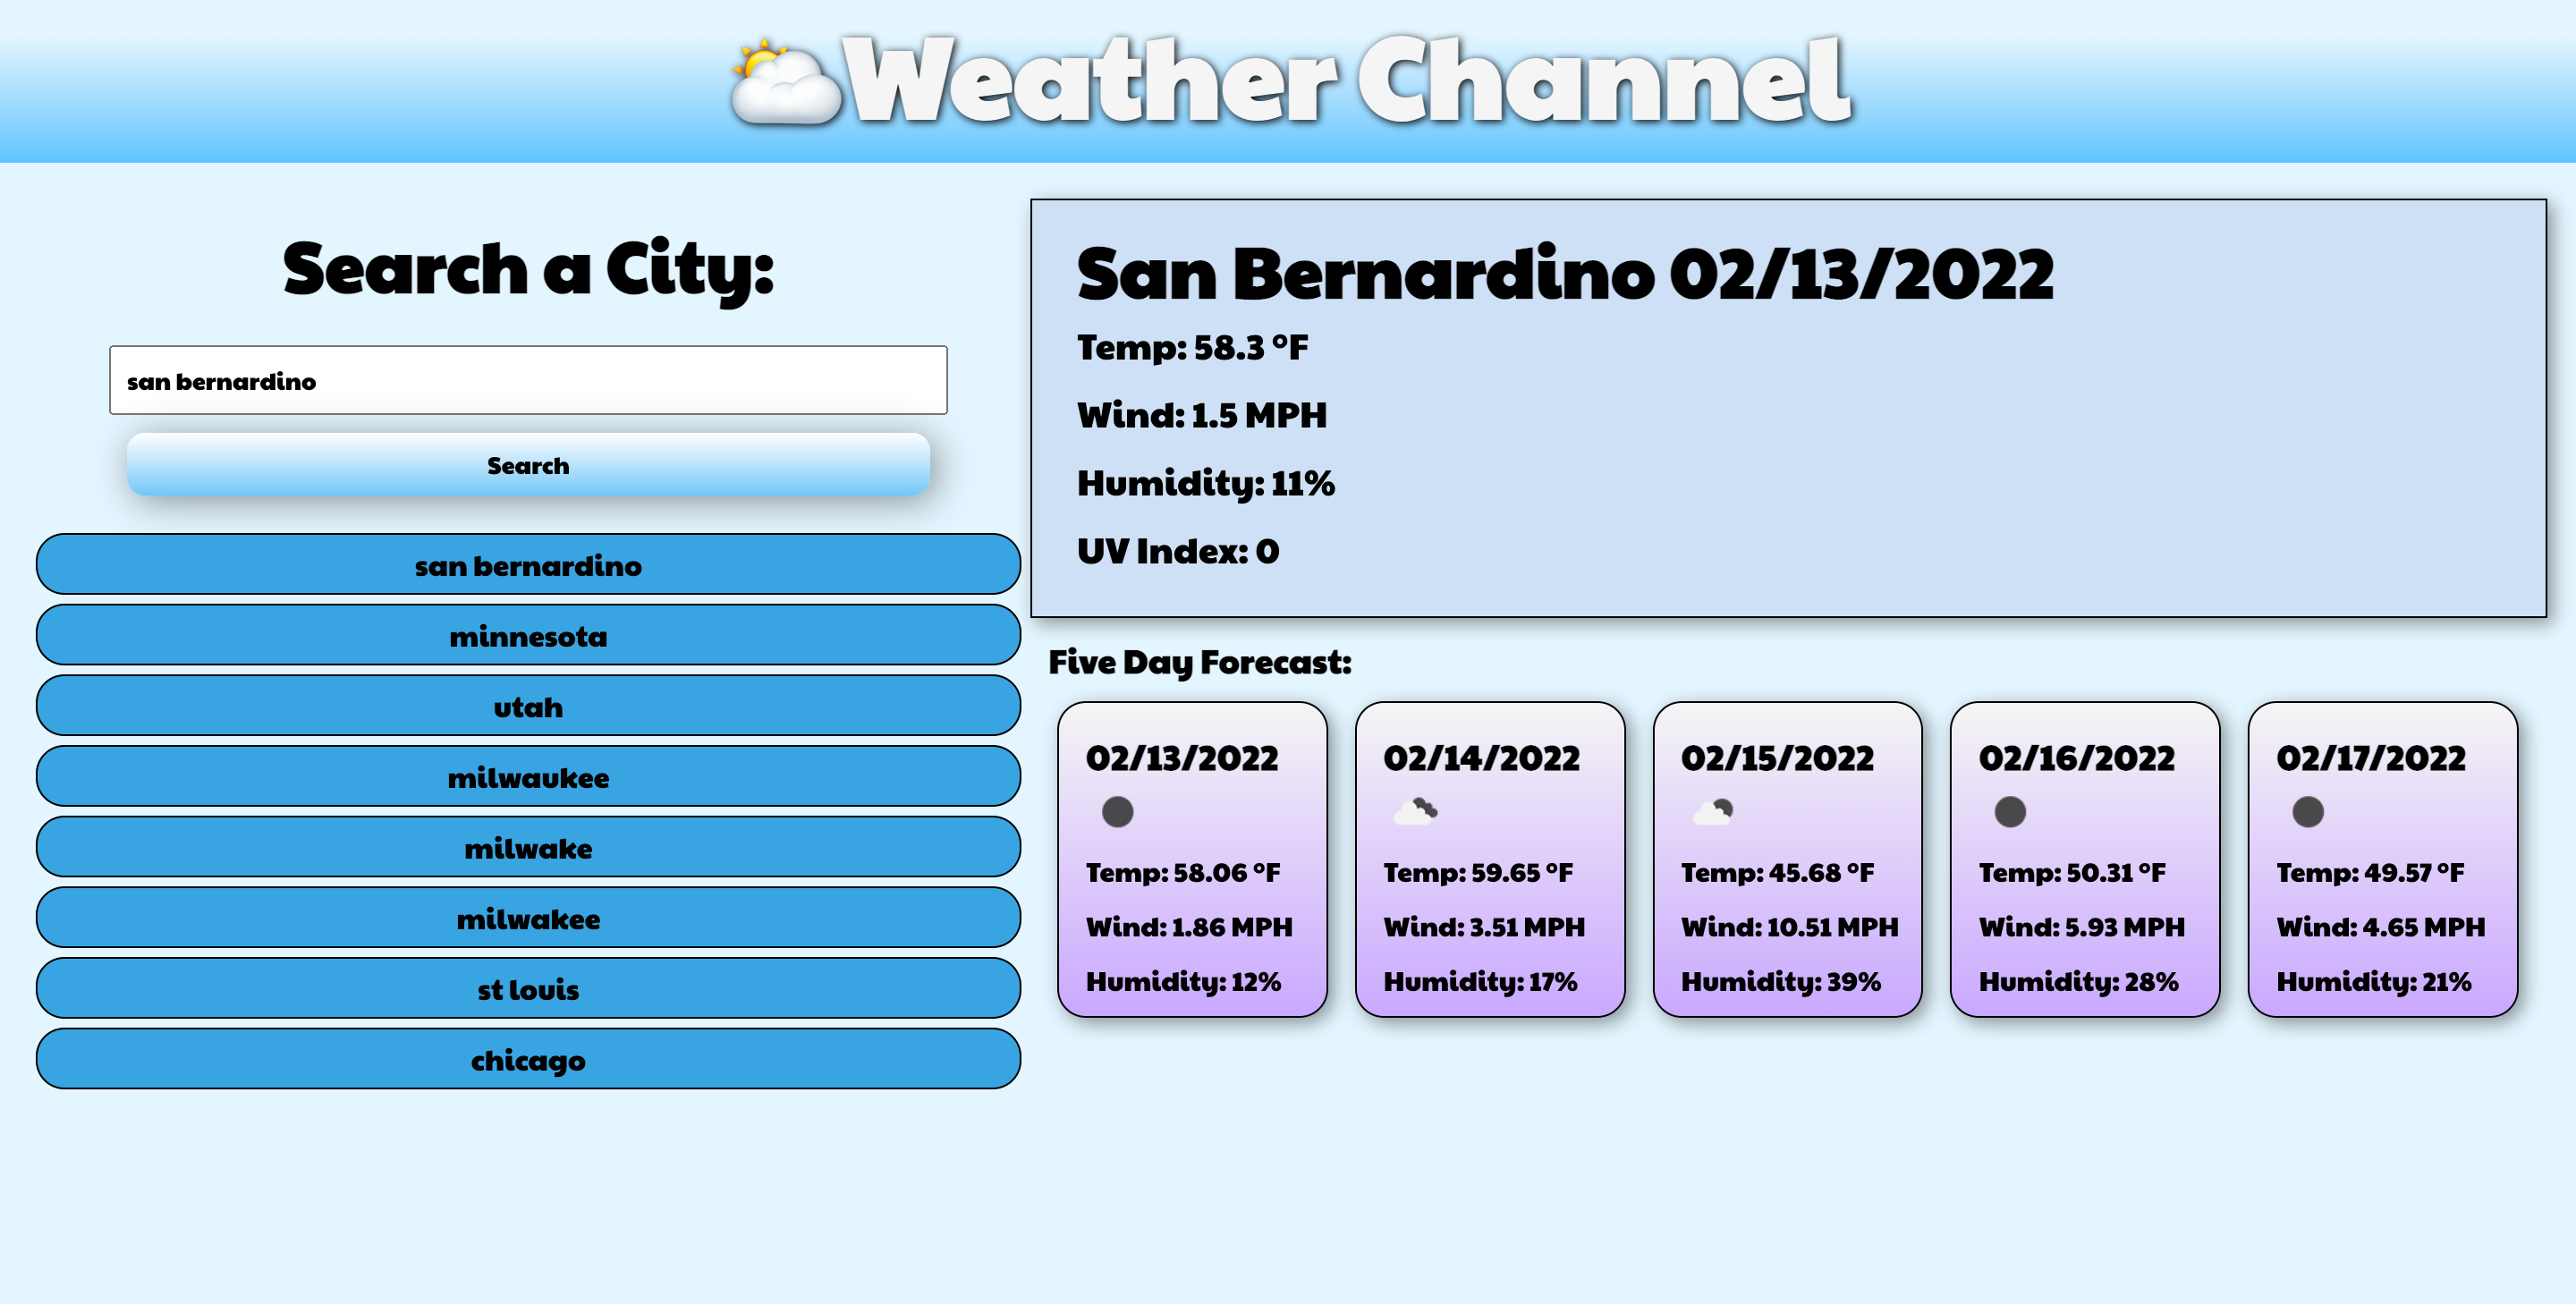 Weather Channel
Search a City:
san bernardino
Search
san bernardino
minnesota
utah
milwaukee
milwake
milwakee
st louis
chicago
San Bernardino 02/13/2022
Temp: 58.3 °F
Wind: 1.5 MPH
Humidity: 11%
UV Index: 0
Five Day Forecast:
02/13/2022
Temp: 58.06 °F
Wind: 1.86 MPH
Humidity: 12%
02/14/2022
Temp: 59.65 °F
Wind: 3.51 MPH
Humidity: 17%
02/15/2022
Temp: 45.68 °F
Wind: 10.51 MPH
Humidity: 39%
02/16/2022
Temp: 50.31 °F
Wind: 5.93 MPH
Humidity: 28%
02/17/2022
Temp: 49.57 °F
Wind: 4.65 MPH
Humidity: 21%